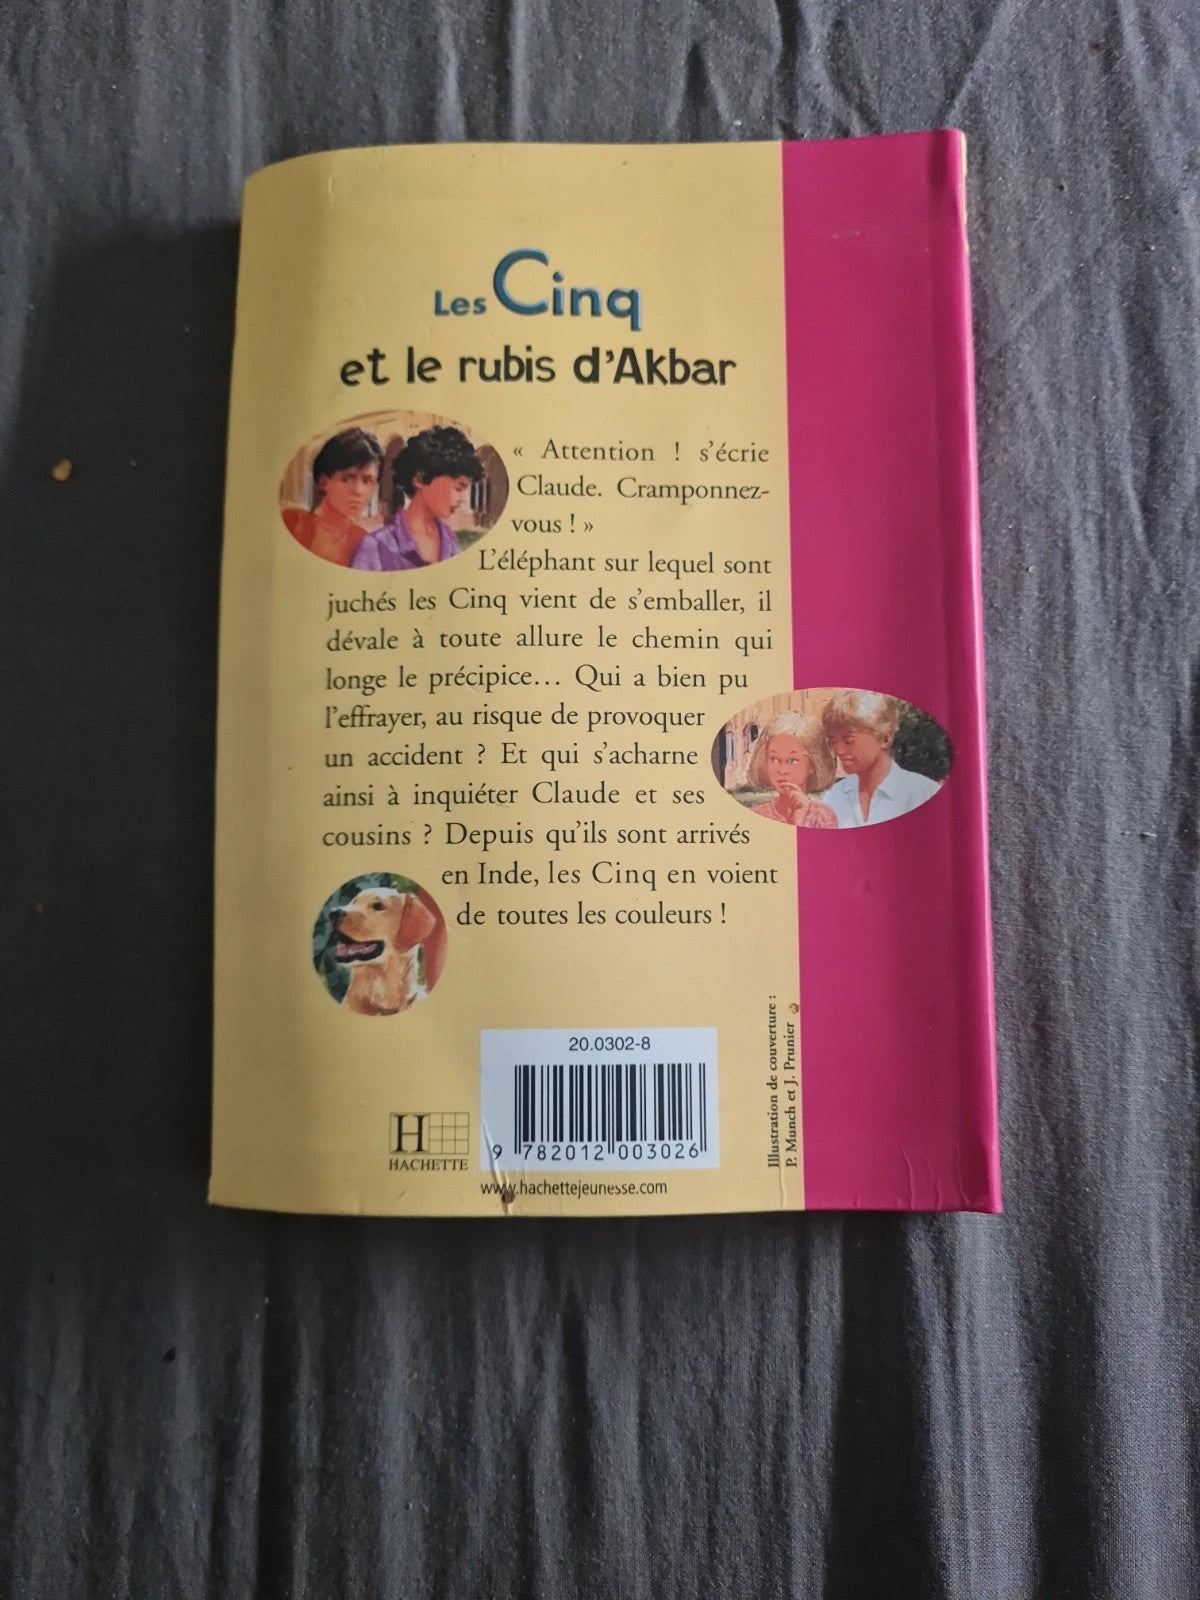 Les Cinq
et le rubis d'Akbar
« Attention ! s'écrie
Claude. Cramponnez-
vous ! »
L'éléphant sur lequel sont
juchés les Cinq vient de s'emballer, il
dévale à toute allure le chemin qui
longe le précipice... Qui a bien pu
l'effrayer, au risque de provoquer
un accident ? Et qui s'acharne
ainsi à inquiéter Claude et ses
cousins ? Depuis qu'ils sont arrivés
en Inde, les Cinq en voient
de toutes les couleurs !
20.0302-8
9 782012 003026
H
HACHETTE
www.hachettejeunesse.com
Illustration de couverture :
P. Munch et J. Prunier